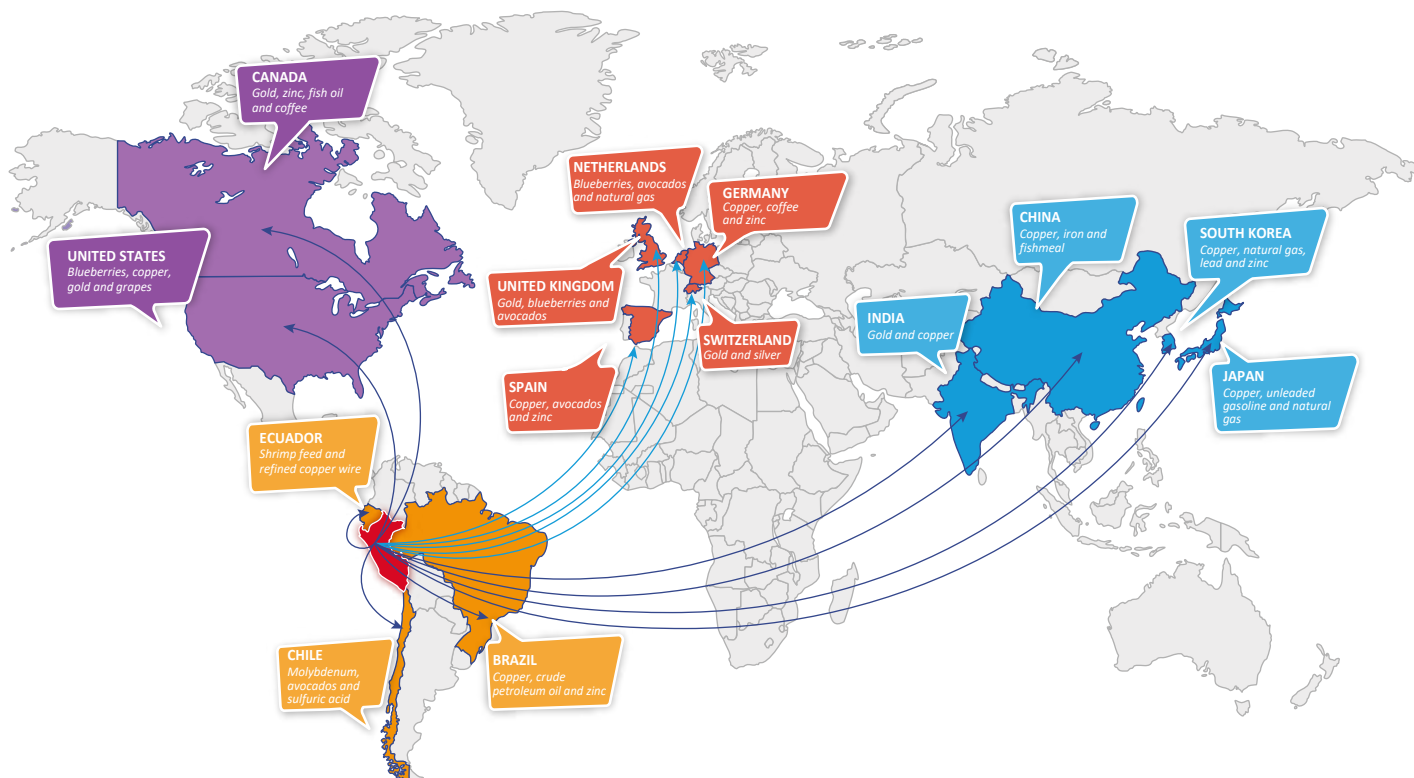 CANADA
Gold, zinc, fish oil
and coffee
UNITED STATES
Blueberries, copper,
gold and grapes
NETHERLANDS
Blueberries, avocados
and natural gas
GERMANY
Copper, coffee
and zinc
UNITED KINGDOM
Gold, blueberries and
avocados
SWITZERLAND
Gold and silver
SPAIN
Copper, avocados
and zinc
CHINA
Copper, iron and
fishmeal
SOUTH KOREA
Copper, natural gas,
lead and zinc
INDIA
Gold and copper
JAPAN
Copper, unleaded
gasoline and natural
gas
ECUADOR
Shrimp feed and
refined copper wire
CHILE
Molybdenum,
avocados and
sulfuric acid
BRAZIL
Copper, crude
petroleum oil and zinc